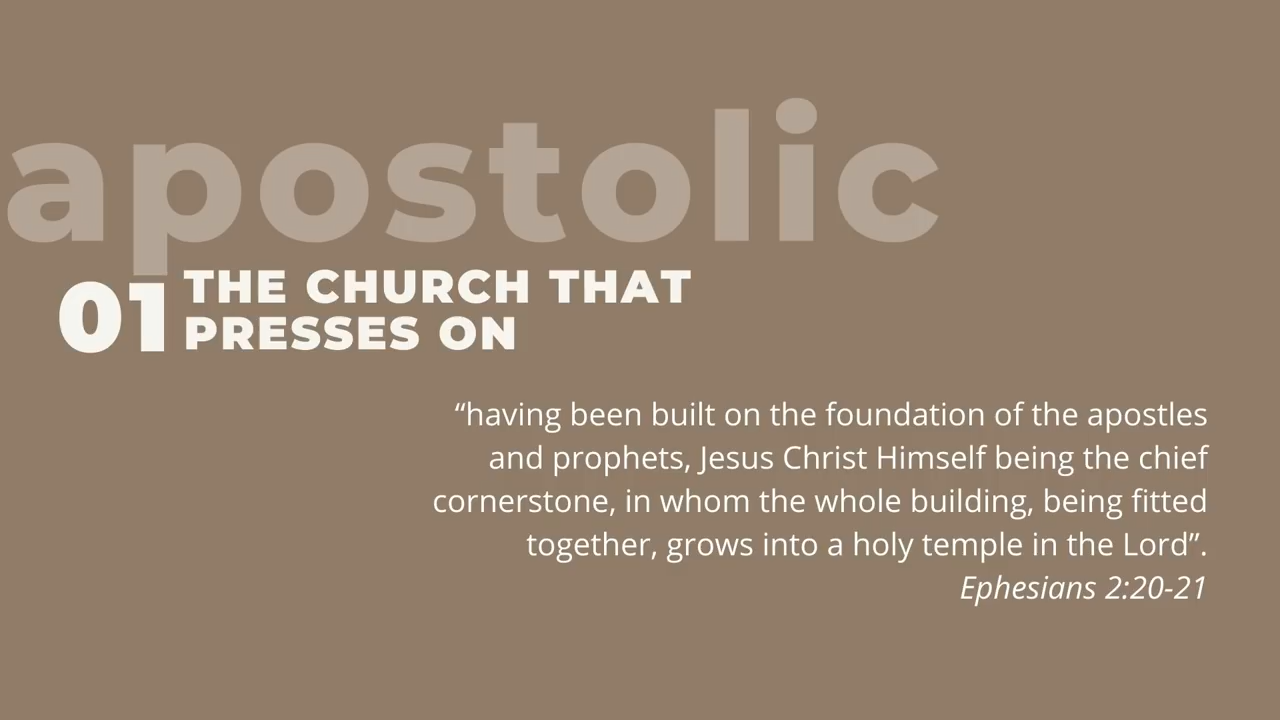 apostolic
01 THE CHURCH THAT
PRESSES ON
“having been built on the foundation of the apostles
and prophets, Jesus Christ Himself being the chief
cornerstone, in whom the whole building, being fitted
together, grows into a holy temple in the Lord”.
Ephesians 2:20-21